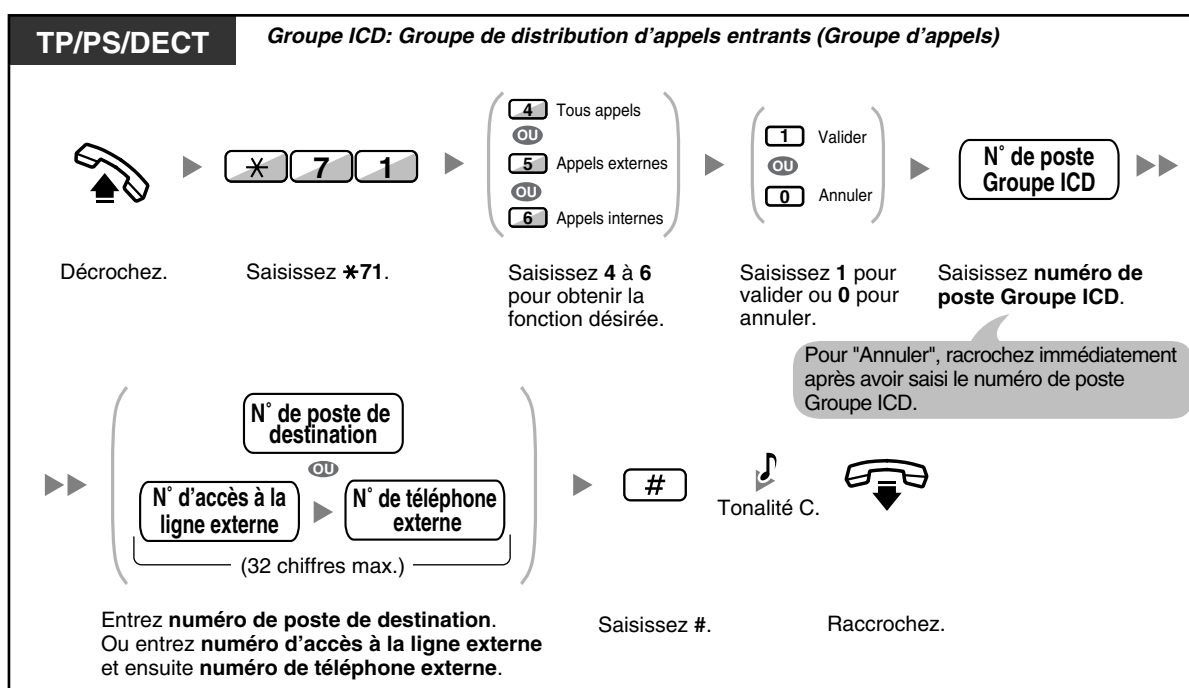 TP/PS/DECT
Groupe ICD: Groupe de distribution d'appels entrants (Groupe d'appels)
4 Tous appels
OU
5 Appels externes
OU
6 Appels internes
1 Valider
OU
0 Annuler
N° de poste
Groupe ICD
✳ 7 1
Décrochez.
Saisissez ✳71.
Saisissez 4 à 6
pour obtenir la
fonction désirée.
Saisissez 1 pour
valider ou 0 pour
annuler.
Saisissez numéro de
poste Groupe ICD.
Pour "Annuler", racrochez immédiatement
après avoir saisi le numéro de poste
Groupe ICD.
N° de poste de
destination
OU
N° d'accès à la
ligne externe
N° de téléphone
externe
(32 chiffres max.)
#
Tonalité C.
Entrez numéro de poste de destination.
Ou entrez numéro d'accès à la ligne externe
et ensuite numéro de téléphone externe.
Saisissez #.
Raccrochez.